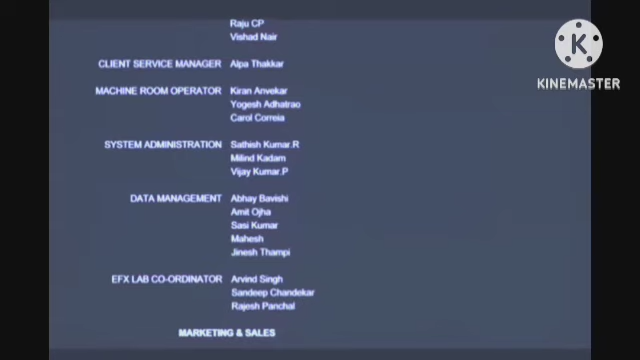 Raju CP
Vishad Nair
CLIENT SERVICE MANAGER Alpa Thakkar
MACHINE ROOM OPERATOR Kiran Anvekar
Yogesh Adhatrao
Carol Correia
SYSTEM ADMINISTRATION Sathish Kumar.R
Milind Kadam
Vijay Kumar.P
DATA MANAGEMENT Abhay Bavishi
Amit Ojha
Sasi Kumar
Mahesh
Jinesh Thampi
EFX LAB CO-ORDINATOR Arvind Singh
Sandeep Chandekar
Rajesh Panchal
MARKETING & SALES
K
KINEMASTER